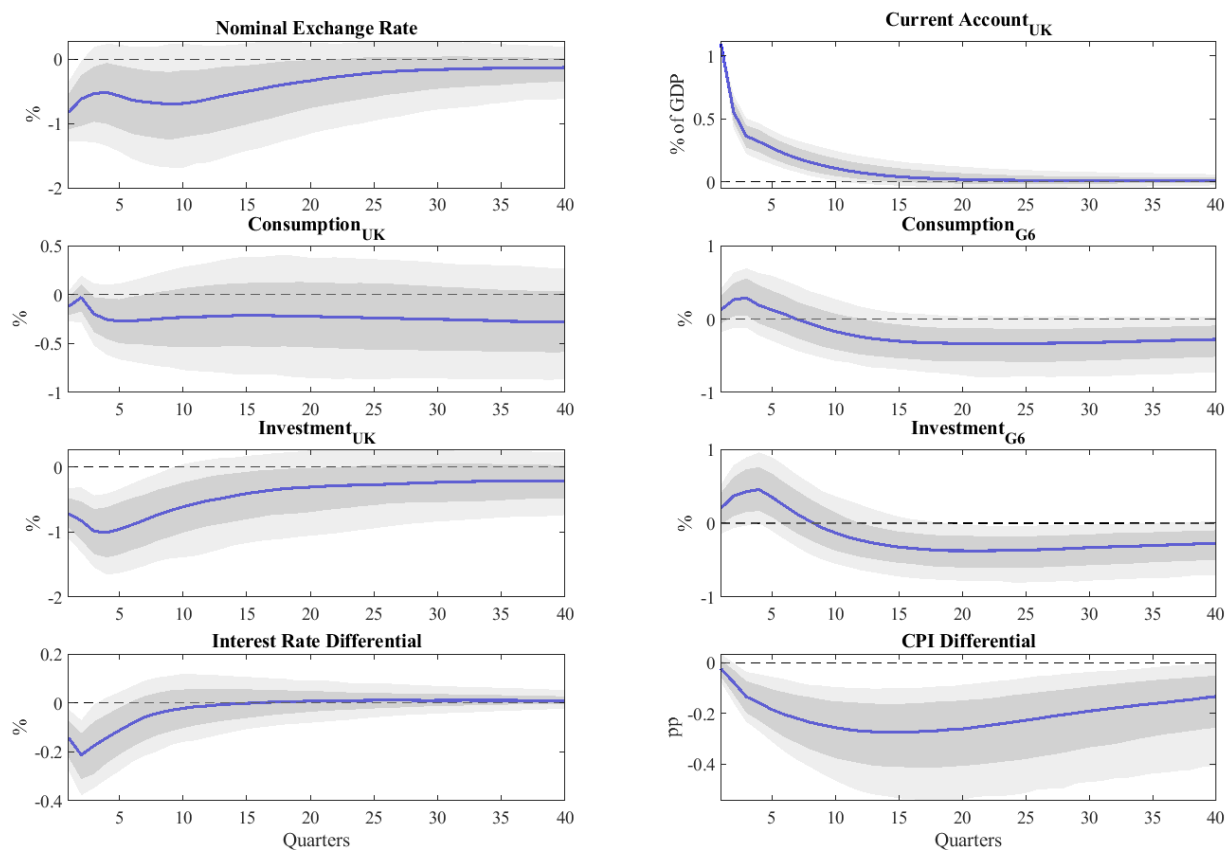 Nominal Exchange Rate
0
-1
-2
%
5 10 15 20 25 30 35 40
Current Account UK
1
0.5
0
% of GDP
5 10 15 20 25 30 35 40
Consumption UK
0.5
0
-0.5
-1
%
5 10 15 20 25 30 35 40
Consumption G6
1
0
-1
%
5 10 15 20 25 30 35 40
Investment UK
0
-1
-2
%
5 10 15 20 25 30 35 40
Investment G6
1
0
-1
%
5 10 15 20 25 30 35 40
Interest Rate Differential
0.2
0
-0.2
-0.4
%
5 10 15 20 25 30 35 40
Quarters
CPI Differential
0
-0.2
-0.4
pp
5 10 15 20 25 30 35 40
Quarters